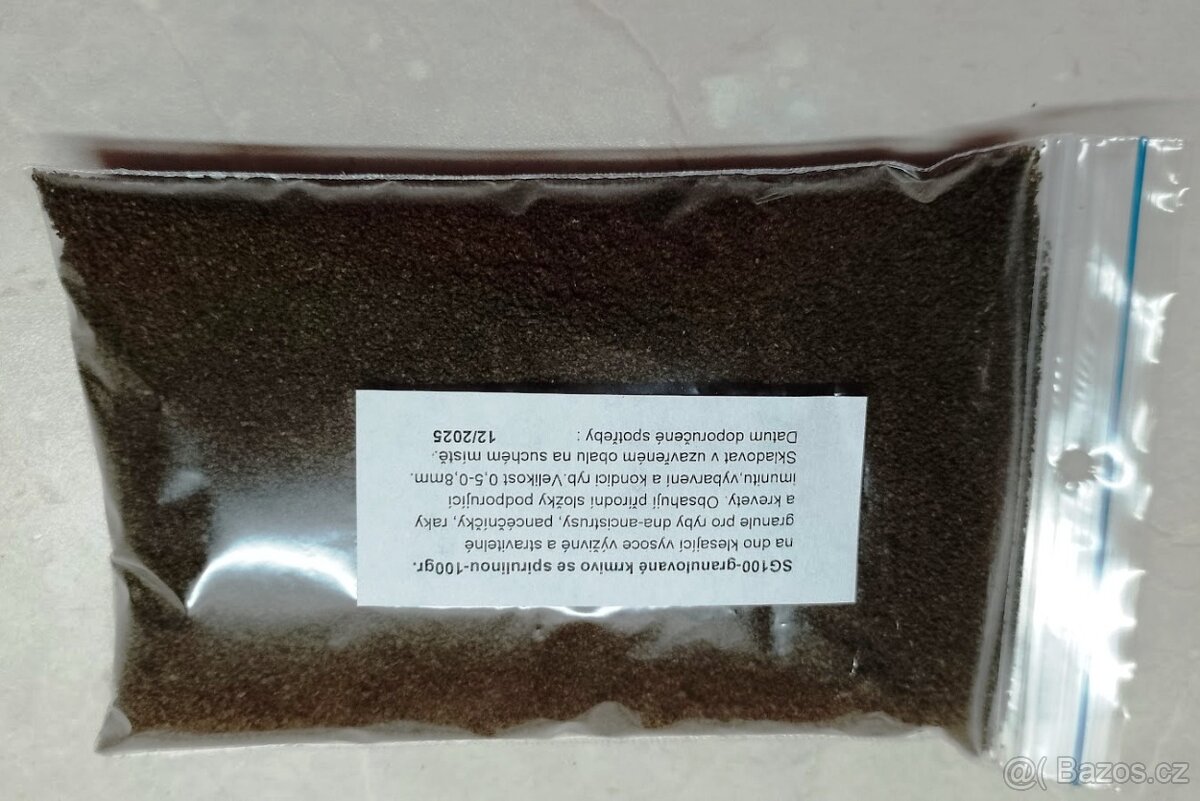 SG100-granulované krmivo se spirulinou-100gr.
na dno klesající vysoce výživné a stravitelné
granule pro ryby dna-ancistrusy, pancéčníčky, raky,
a krevety. Obsahují přírodní složky podporující
imunitu,vybarvení a kondici ryb.Velikost 0,5-0,8mm.
Skladovat v uzavřeném obalu na suchém místě.
Datum doporučené spotřeby : 12/2025
@( Bazos.cz